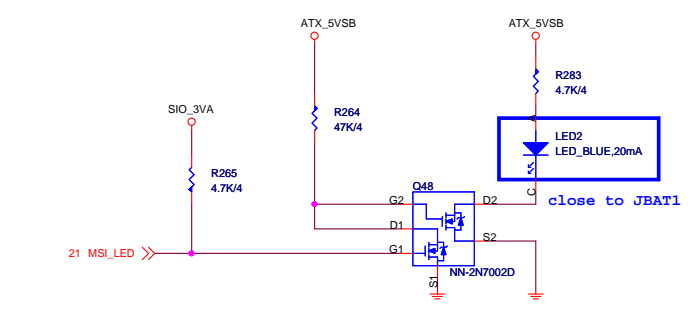 ATX_5VSB
ATX_5VSB
R283
4.7K/4
SIO_3VA
R264
47K/4
A
LED2
LED_BLUE,20mA
R265
4.7K/4
Q48
C
close to JBAT1
G2
D2
D1
S2
21 MSI_LED
G1
NN-2N7002D
S1